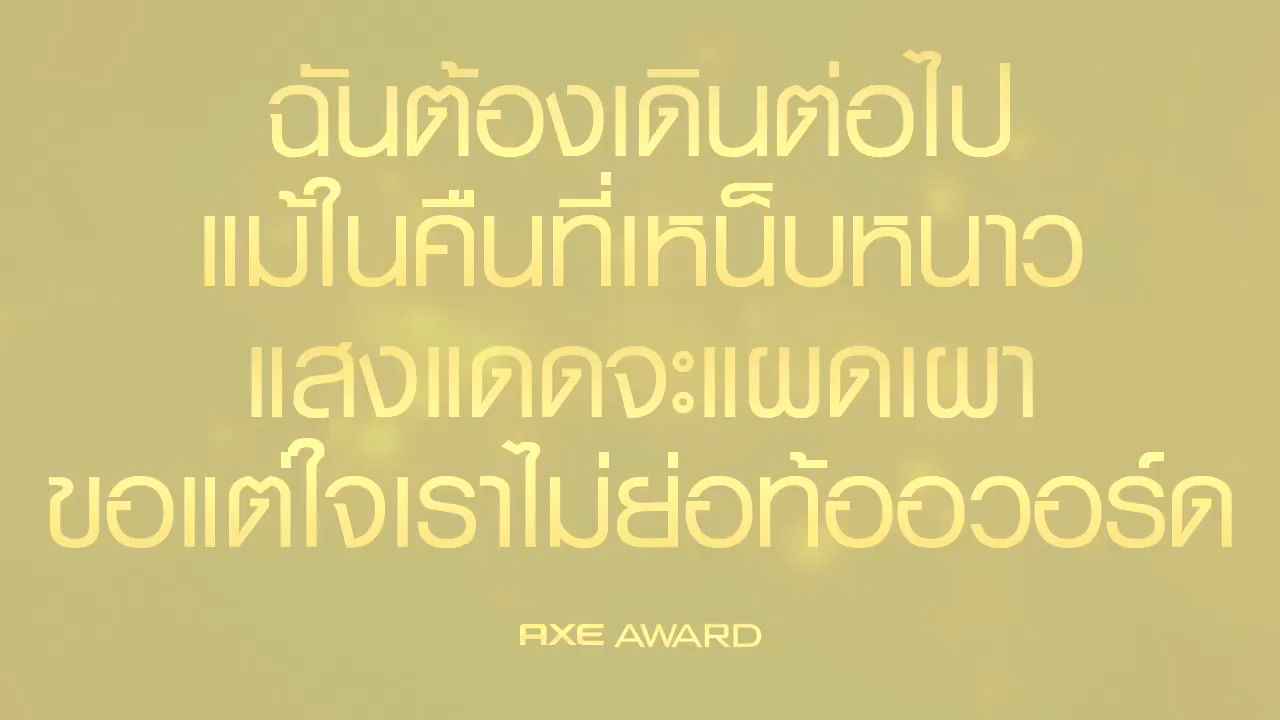 ฉันต้องเดินต่อไป
แม้ในคืนที่เหน็บหนาว
แสงแดดจะแผดเผา
ขอแต่ใจเราไม่ย่อท้อออวอร์ด
AXE AWARD